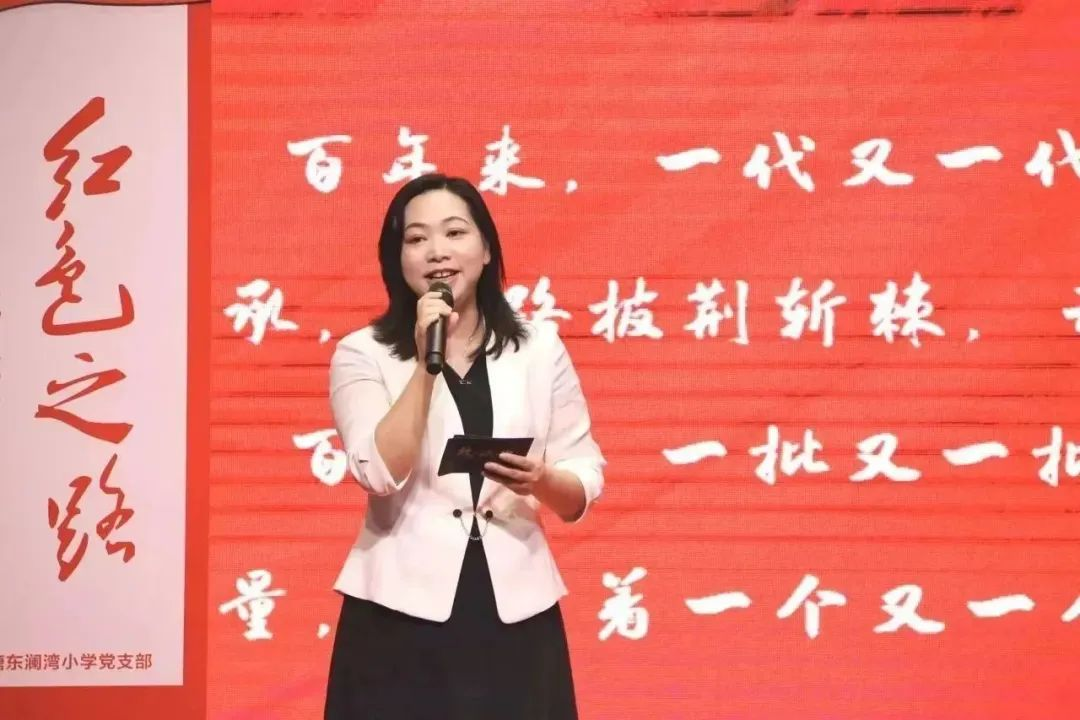 红色之路
东澜湾小学党支部
百年来，一代又一代
承，路披荆斩棘，
百一批又一批
量，着一个又一个